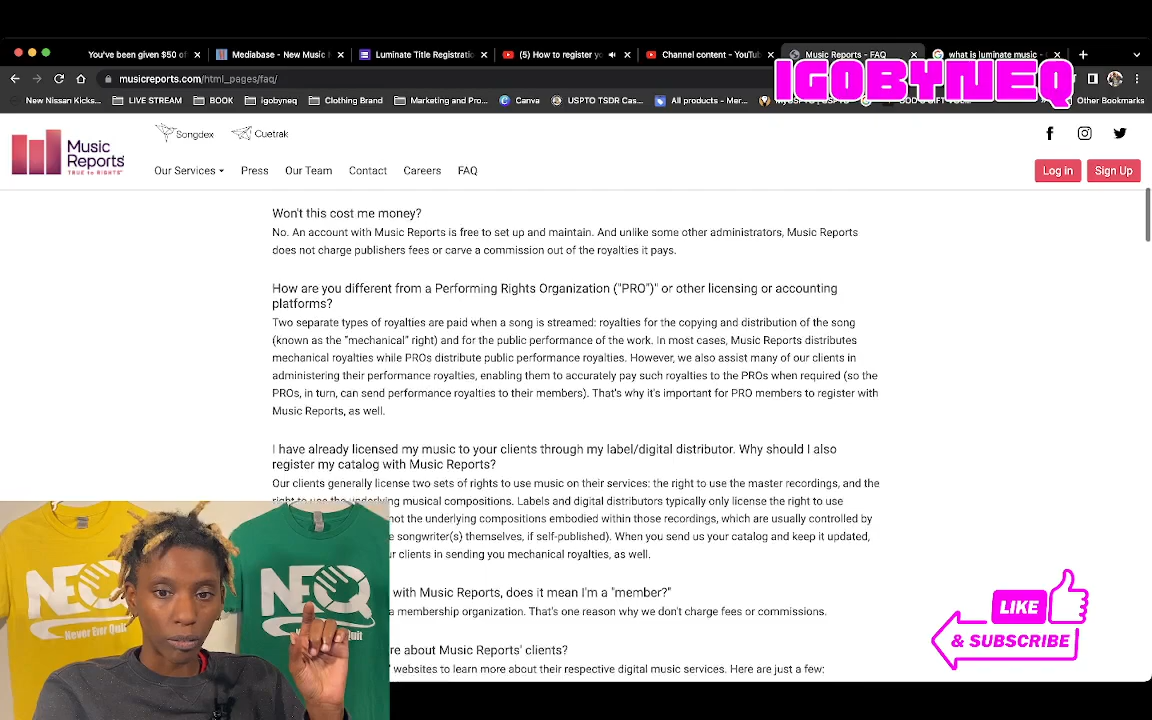 You've been given $50 of
Mediabase - New Music
Luminate Title Registratio
(5) How to register yo
Channel content - YouTub
Music Reports - FAQ
what is luminate music -
musicreports.com/html_pages/faq/
IGOBYNEQ
New Nissan Kicks...
LIVE STREAM
BOOK
igobyneq
Clothing Brand
Marketing and Pro...
Canva
USPTO TSDR Cas...
All products - Mer...
Other Bookmarks
Music Reports
TRUE to RIGHTS
Songdex
Cuetrak
Our Services
Press
Our Team
Contact
Careers
FAQ
Log in
Sign Up
Won't this cost me money?
No. An account with Music Reports is free to set up and maintain. And unlike some other administrators, Music Reports
does not charge publishers fees or carve a commission out of the royalties it pays.
How are you different from a Performing Rights Organization ("PRO")" or other licensing or accounting
platforms?
Two separate types of royalties are paid when a song is streamed: royalties for the copying and distribution of the song
(known as the "mechanical" right) and for the public performance of the work. In most cases, Music Reports distributes
mechanical royalties while PROs distribute public performance royalties. However, we also assist many of our clients in
administering their performance royalties, enabling them to accurately pay such royalties to the PROs when required (so the
PROs, in turn, can send performance royalties to their members). That's why it's important for PRO members to register with
Music Reports, as well.
I have already licensed my music to your clients through my label/digital distributor. Why should I also
register my catalog with Music Reports?
Our clients generally license two sets of rights to use music on their services: the right to use the master recordings, and the
right to use the underlying musical compositions. Labels and digital distributors typically only license the right to use
not the underlying compositions embodied within those recordings, which are usually controlled by
songwriter(s) themselves, if self-published). When you send us your catalog and keep it updated,
clients in sending you mechanical royalties, as well.
with Music Reports, does it mean I'm a "member?"
a membership organization. That's one reason why we don't charge fees or commissions.
about Music Reports' clients?
websites to learn more about their respective digital music services. Here are just a few:
NEQ
Never Ever Quit
NEQ
Never Ever Quit
LIKE
& SUBSCRIBE